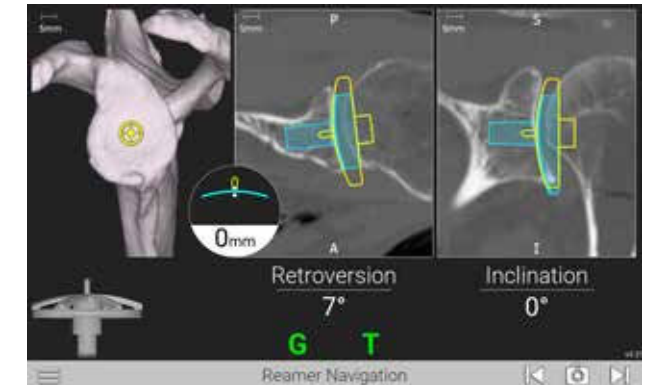 5mm
5mm
P
5mm
S
0mm
A
I
Retroversion
Inclination
7°
0°
G T
Reamer Navigation